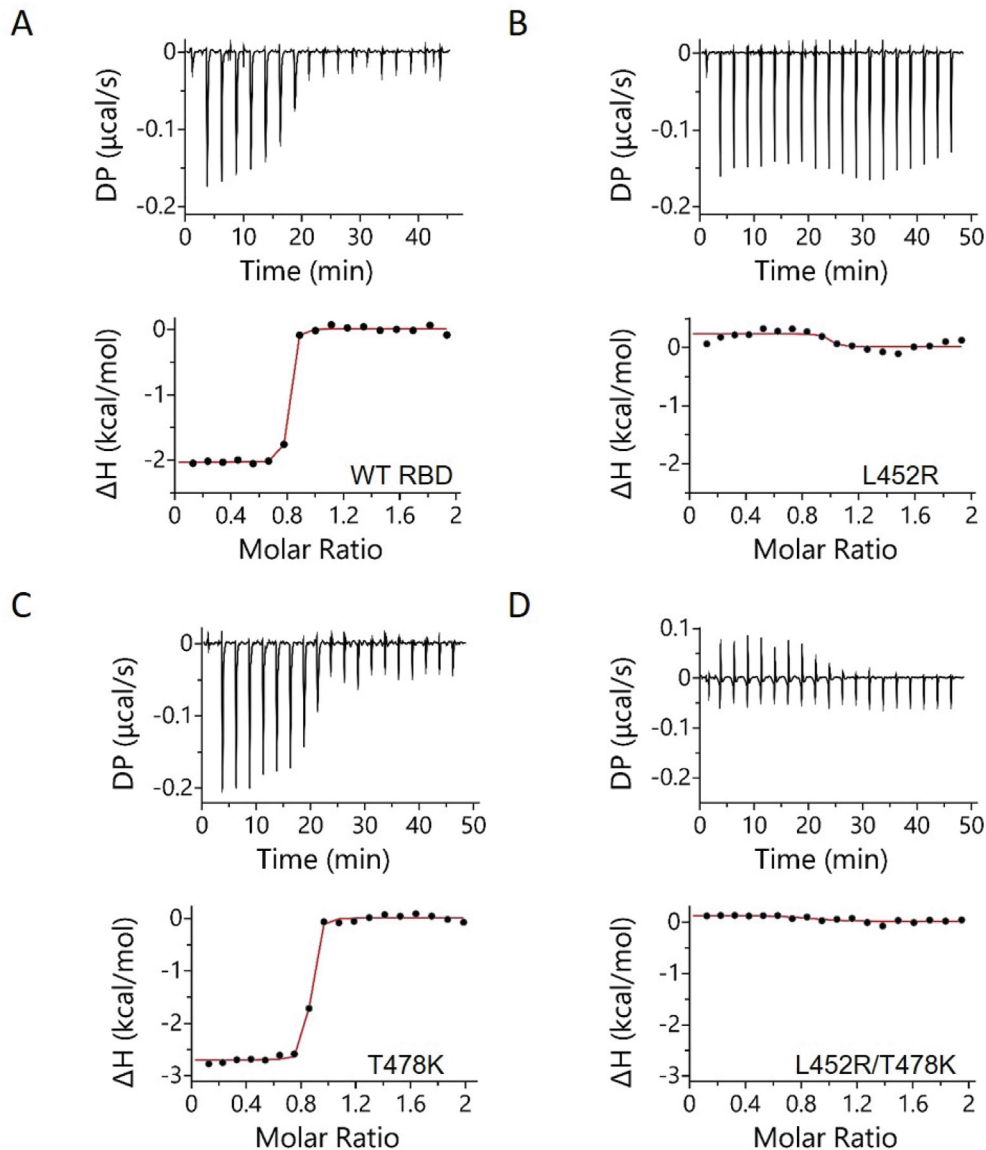 A
DP (µcal/s)
0
-0.1
-0.2
0 10 20 30 40
Time (min)
ΔH (kcal/mol)
0
-1
-2
WT RBD
0 0.4 0.8 1.2 1.6 2
Molar Ratio
B
DP (µcal/s)
0
-0.1
-0.2
0 10 20 30 40 50
Time (min)
ΔH (kcal/mol)
0
-1
-2
L452R
0 0.4 0.8 1.2 1.6 2
Molar Ratio
C
DP (µcal/s)
0
-0.1
-0.2
0 10 20 30 40 50
Time (min)
ΔH (kcal/mol)
0
-1
-2
-3
T478K
0 0.4 0.8 1.2 1.6 2
Molar Ratio
D
DP (µcal/s)
0.1
0
-0.1
-0.2
0 10 20 30 40 50
Time (min)
ΔH (kcal/mol)
0
-1
-2
-3
L452R/T478K
0 0.4 0.8 1.2 1.6 2
Molar Ratio